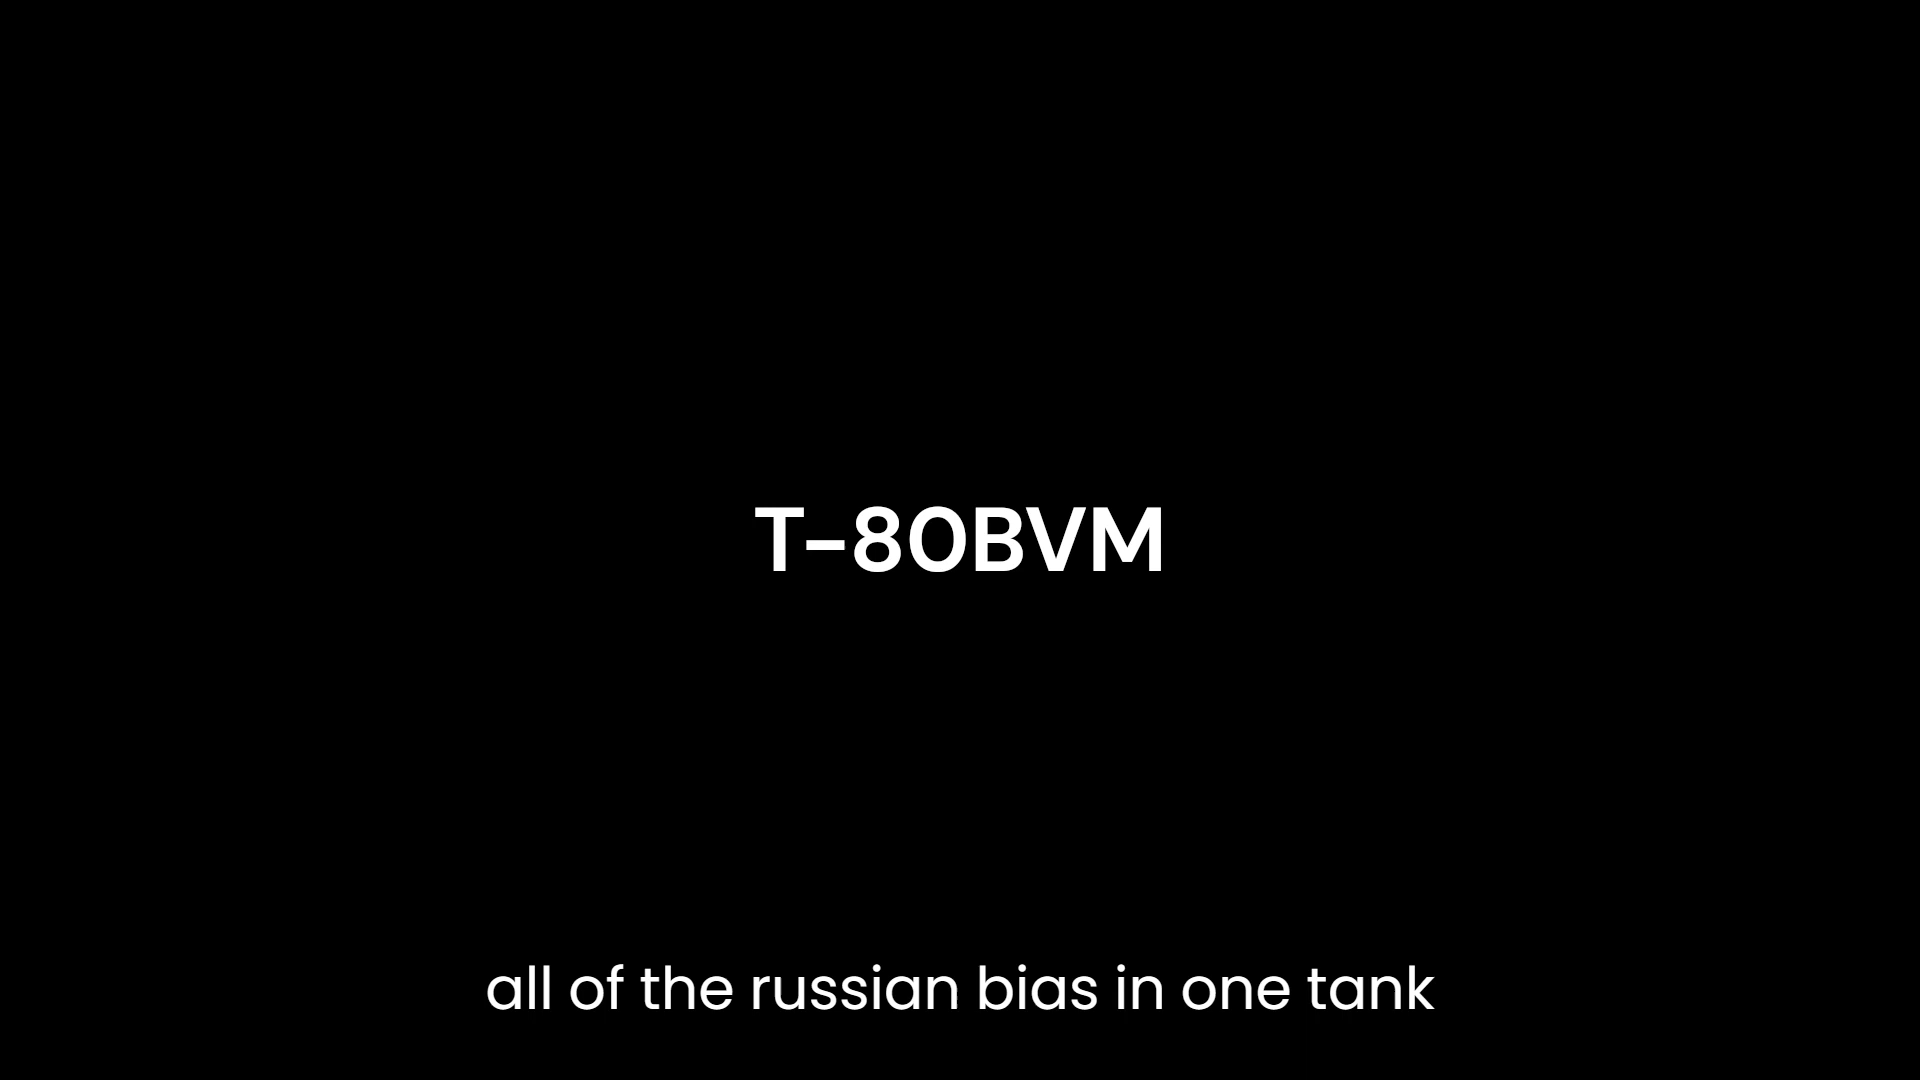 T-80BVM
all of the russian bias in one tank